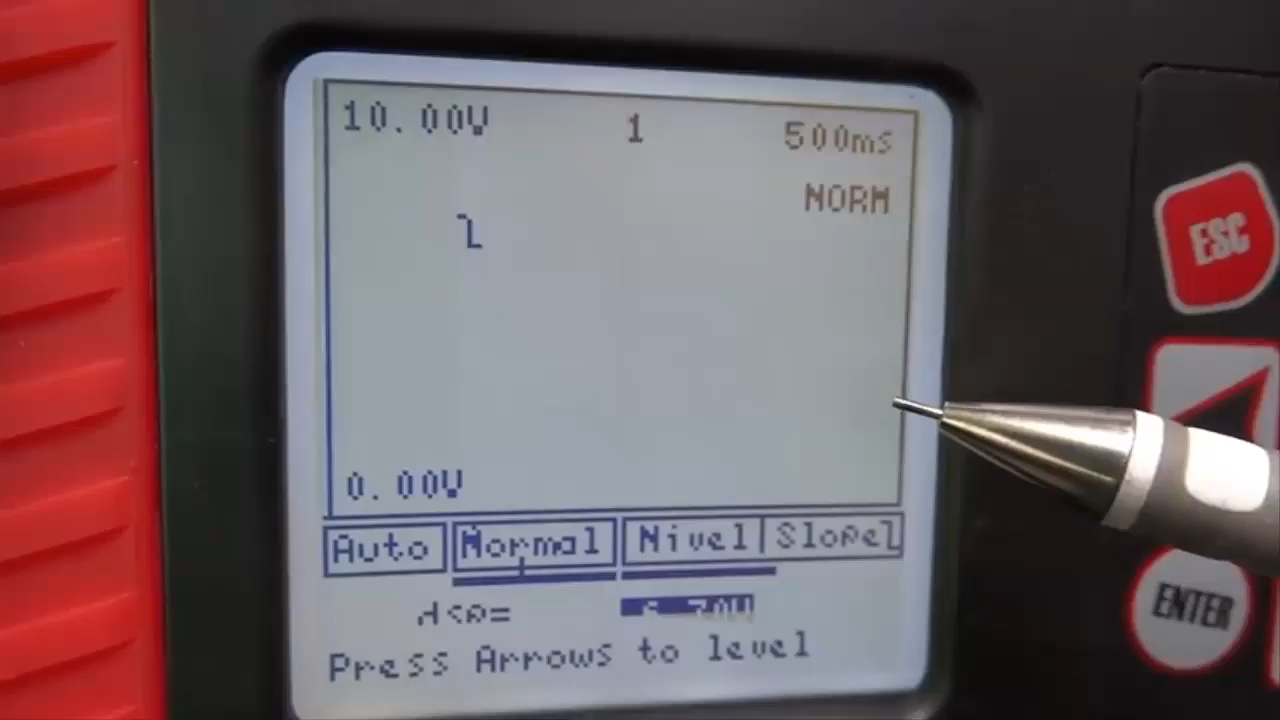 10.00V 1 500ms
NORM
0.00V
Auto Normal Nivel Slope
Press Arrows to level
ESC
ENTER